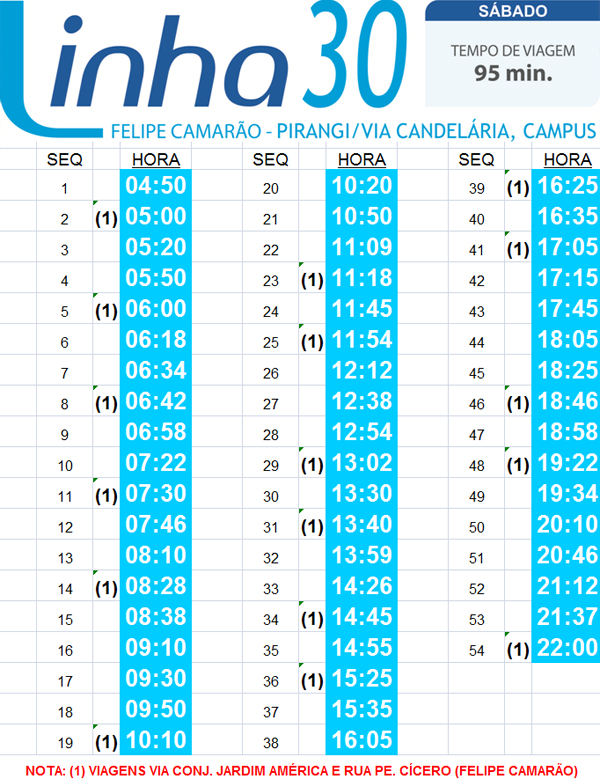 Linha 30
SÁBADO
TEMPO DE VIAGEM
95 min.
FELIPE CAMARÃO - PIRANGI/VIA CANDELÁRIA, CAMPUS
SEQ HORA SEQ HORA SEQ HORA
1 04:50 20 10:20 39 (1) 16:25
2 (1) 05:00 21 10:50 40 16:35
3 05:20 22 11:09 41 (1) 17:05
4 05:50 23 (1) 11:18 42 17:15
5 (1) 06:00 24 11:45 43 17:45
6 06:18 25 (1) 11:54 44 18:05
7 06:34 26 12:12 45 18:25
8 (1) 06:42 27 12:38 46 (1) 18:46
9 06:58 28 12:54 47 18:58
10 07:22 29 (1) 13:02 48 (1) 19:22
11 (1) 07:30 30 13:30 49 19:34
12 07:46 31 (1) 13:40 50 20:10
13 08:10 32 13:59 51 20:46
14 (1) 08:28 33 14:26 52 21:12
15 08:38 34 (1) 14:45 53 21:37
16 09:10 35 14:55 54 (1) 22:00
17 09:30 36 (1) 15:25
18 09:50 37 15:35
19 (1) 10:10 38 16:05
NOTA: (1) VIAGENS VIA CONJ. JARDIM AMÉRICA E RUA PE. CÍCERO (FELIPE CAMARÃO)